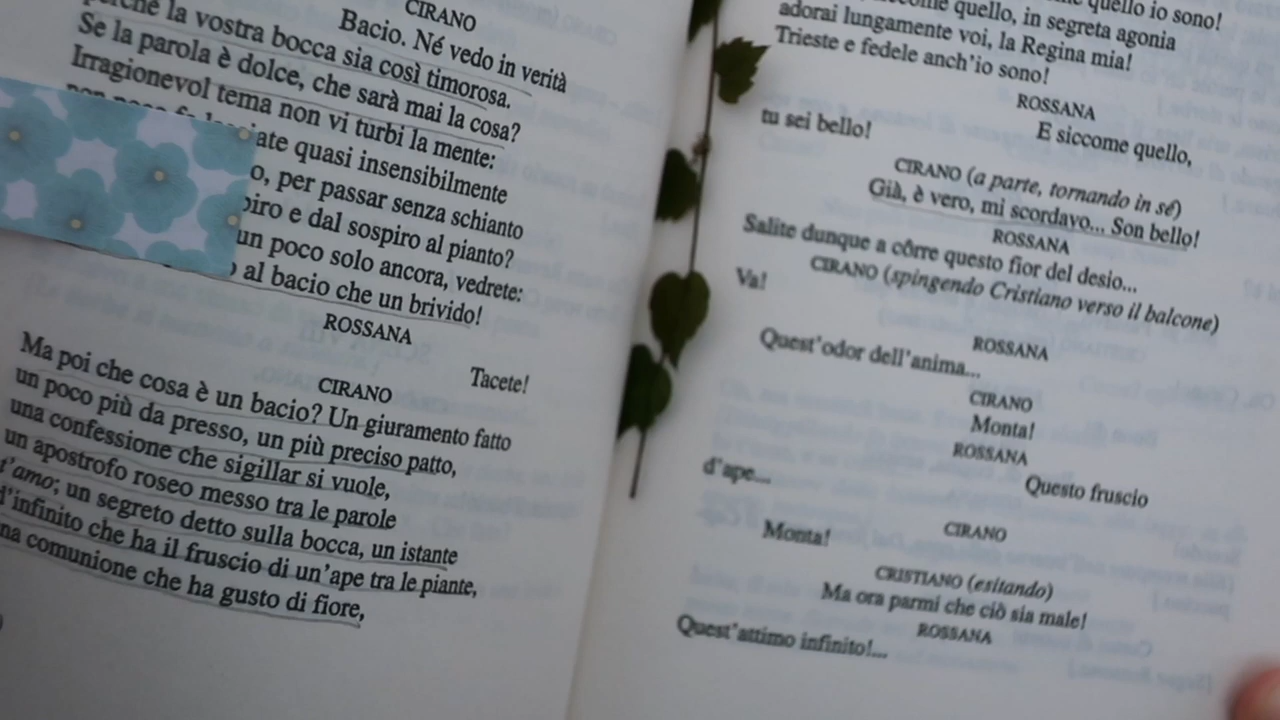 CIRANO
Bacio. Né vedo in verità
perché la vostra bocca sia così timorosa.
Se la parola è dolce, che sarà mai la cosa?
Irragionevol tema non vi turbi la mente:
non poco fa
ate quasi insensibilmente
o, per passar senza schianto
piro e dal sospiro al pianto?
un poco solo ancora, vedrete:
al bacio che un brivido!
ROSSANA
Tacete!
CIRANO
Ma poi che cosa è un bacio? Un giuramento fatto
un poco più da presso, un più preciso patto,
una confessione che sigillar si vuole,
un apostrofo roseo messo tra le parole
t'amo; un segreto detto sulla bocca, un istante
d'infinito che ha il fruscio di un'ape tra le piante,
na comunione che ha gusto di fiore,
quello io sono!
come quello, in segreta agonia
adorai lungamente voi, la Regina mia!
Trieste e fedele anch'io sono!
ROSSANA
E siccome quello,
tu sei bello!
CIRANO (a parte, tornando in sé)
Già, è vero, mi scordavo... Son bello!
ROSSANA
Salite dunque a côrre questo fior del desio...
CIRANO (spingendo Cristiano verso il balcone)
Va!
ROSSANA
Quest'odor dell'anima...
CIRANO
Monta!
ROSSANA
Questo fruscio
d'ape...
CIRANO
Monta!
CRISTIANO (esitando)
Ma ora parmi che ciò sia male!
ROSSANA
Quest'attimo infinito!...